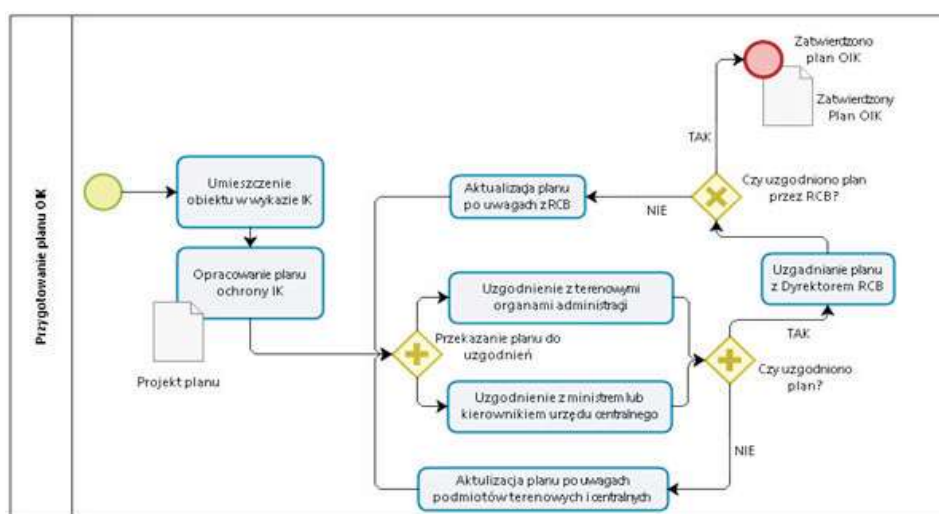 Przygotowanie planu OK
Zatwierdzono
plan OIK
Zatwierdzony
Plan OIK
TAK
Umieszczenie
obiektu w wykazie IK
Aktualizacja planu
po uwagach z RCB
NIE
Czy uzgodniono plan
przez RCB?
Opracowanie planu
ochrony IK
Uzgadnianie planu
z Dyrektorem RCB
Uzgodnienie z terenowymi
organami administracji
TAK
Przekazanie planu do
uzgodnień
Projekt planu
Czy uzgodniono
plan?
Uzgodnienie z ministrem lub
kierownikiem urzędu centralnego
NIE
Aktulizacja planu po uwagach
podmiotów terenowych i centralnych